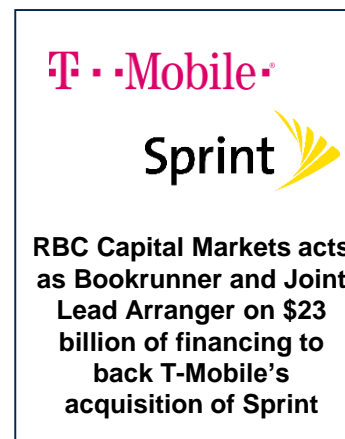 T··Mobile·®
Sprint
RBC Capital Markets acts
as Bookrunner and Joint
Lead Arranger on $23
billion of financing to
back T-Mobile’s
acquisition of Sprint